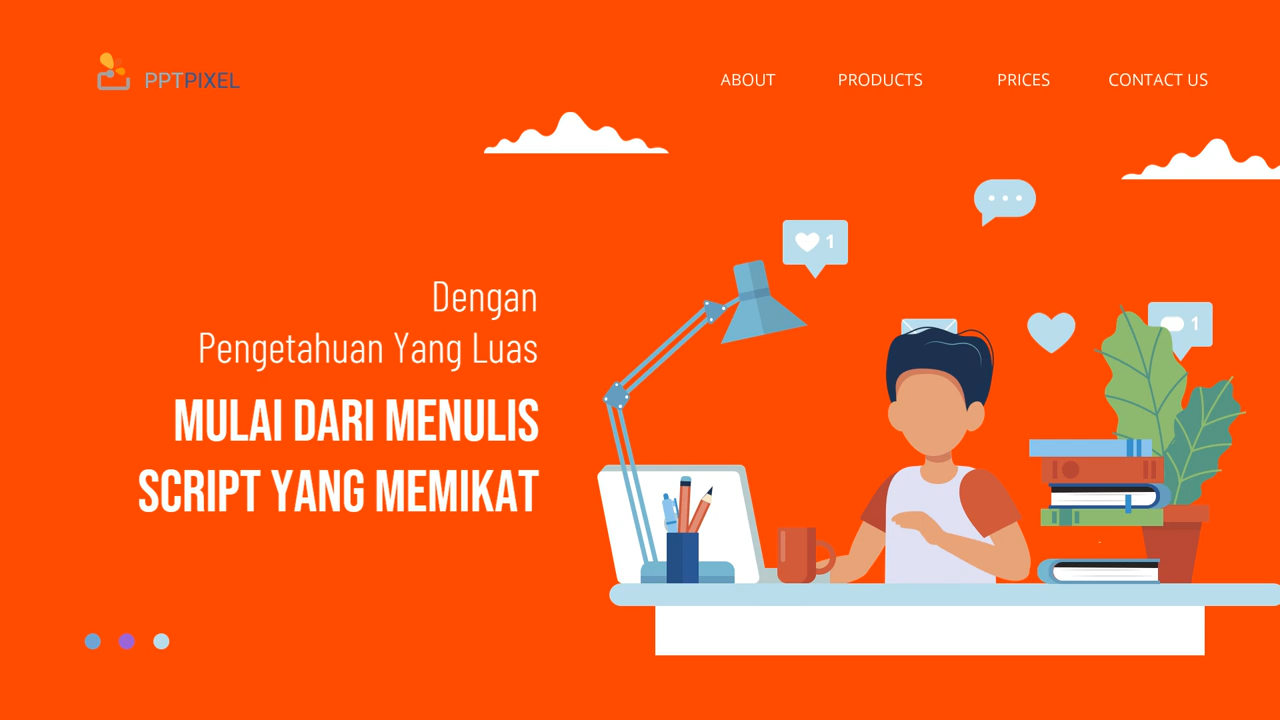 PPTPIXEL
ABOUT PRODUCTS PRICES CONTACT US
1
1
Dengan
Pengetahuan Yang Luas
MULAI DARI MENULIS
SCRIPT YANG MEMIKAT